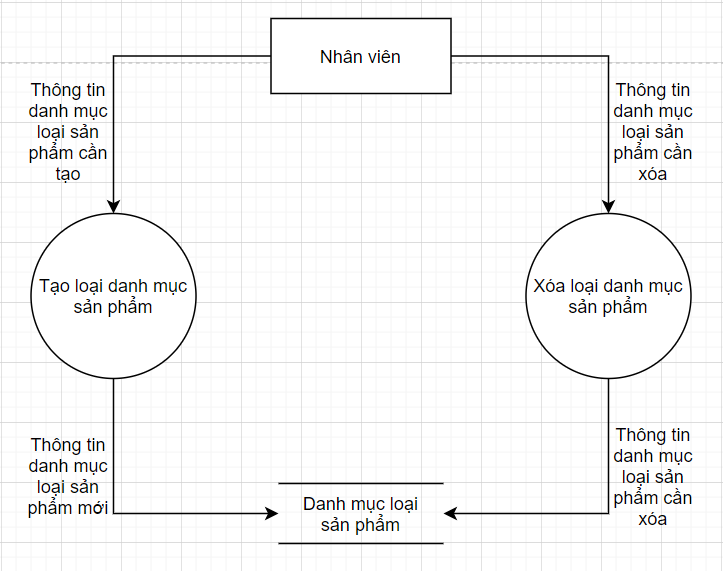 Nhân viên
Thông tin
danh mục
loại sản
phẩm cần
tạo
Thông tin
danh mục
loại sản
phẩm cần
xóa
Tạo loại danh mục
sản phẩm
Xóa loại danh mục
sản phẩm
Thông tin
danh mục
loại sản
phẩm mới
Thông tin
danh mục
loại sản
phẩm cần
xóa
Danh mục loại
sản phẩm